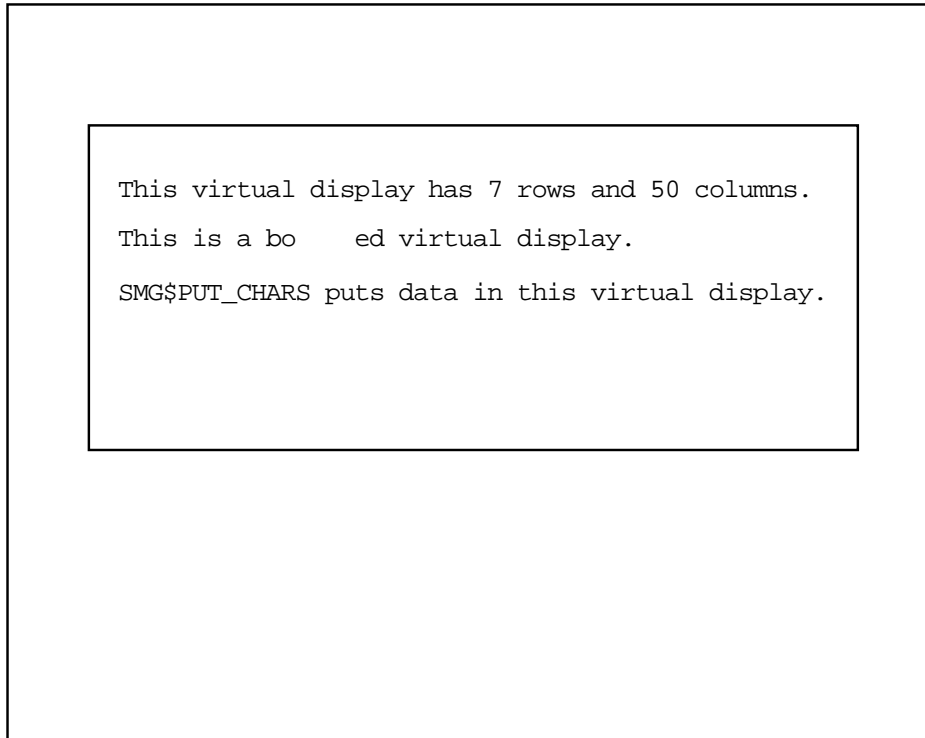 This virtual display has 7 rows and 50 columns.
This is a bo    ed virtual display.
SMG$PUT_CHARS puts data in this virtual display.